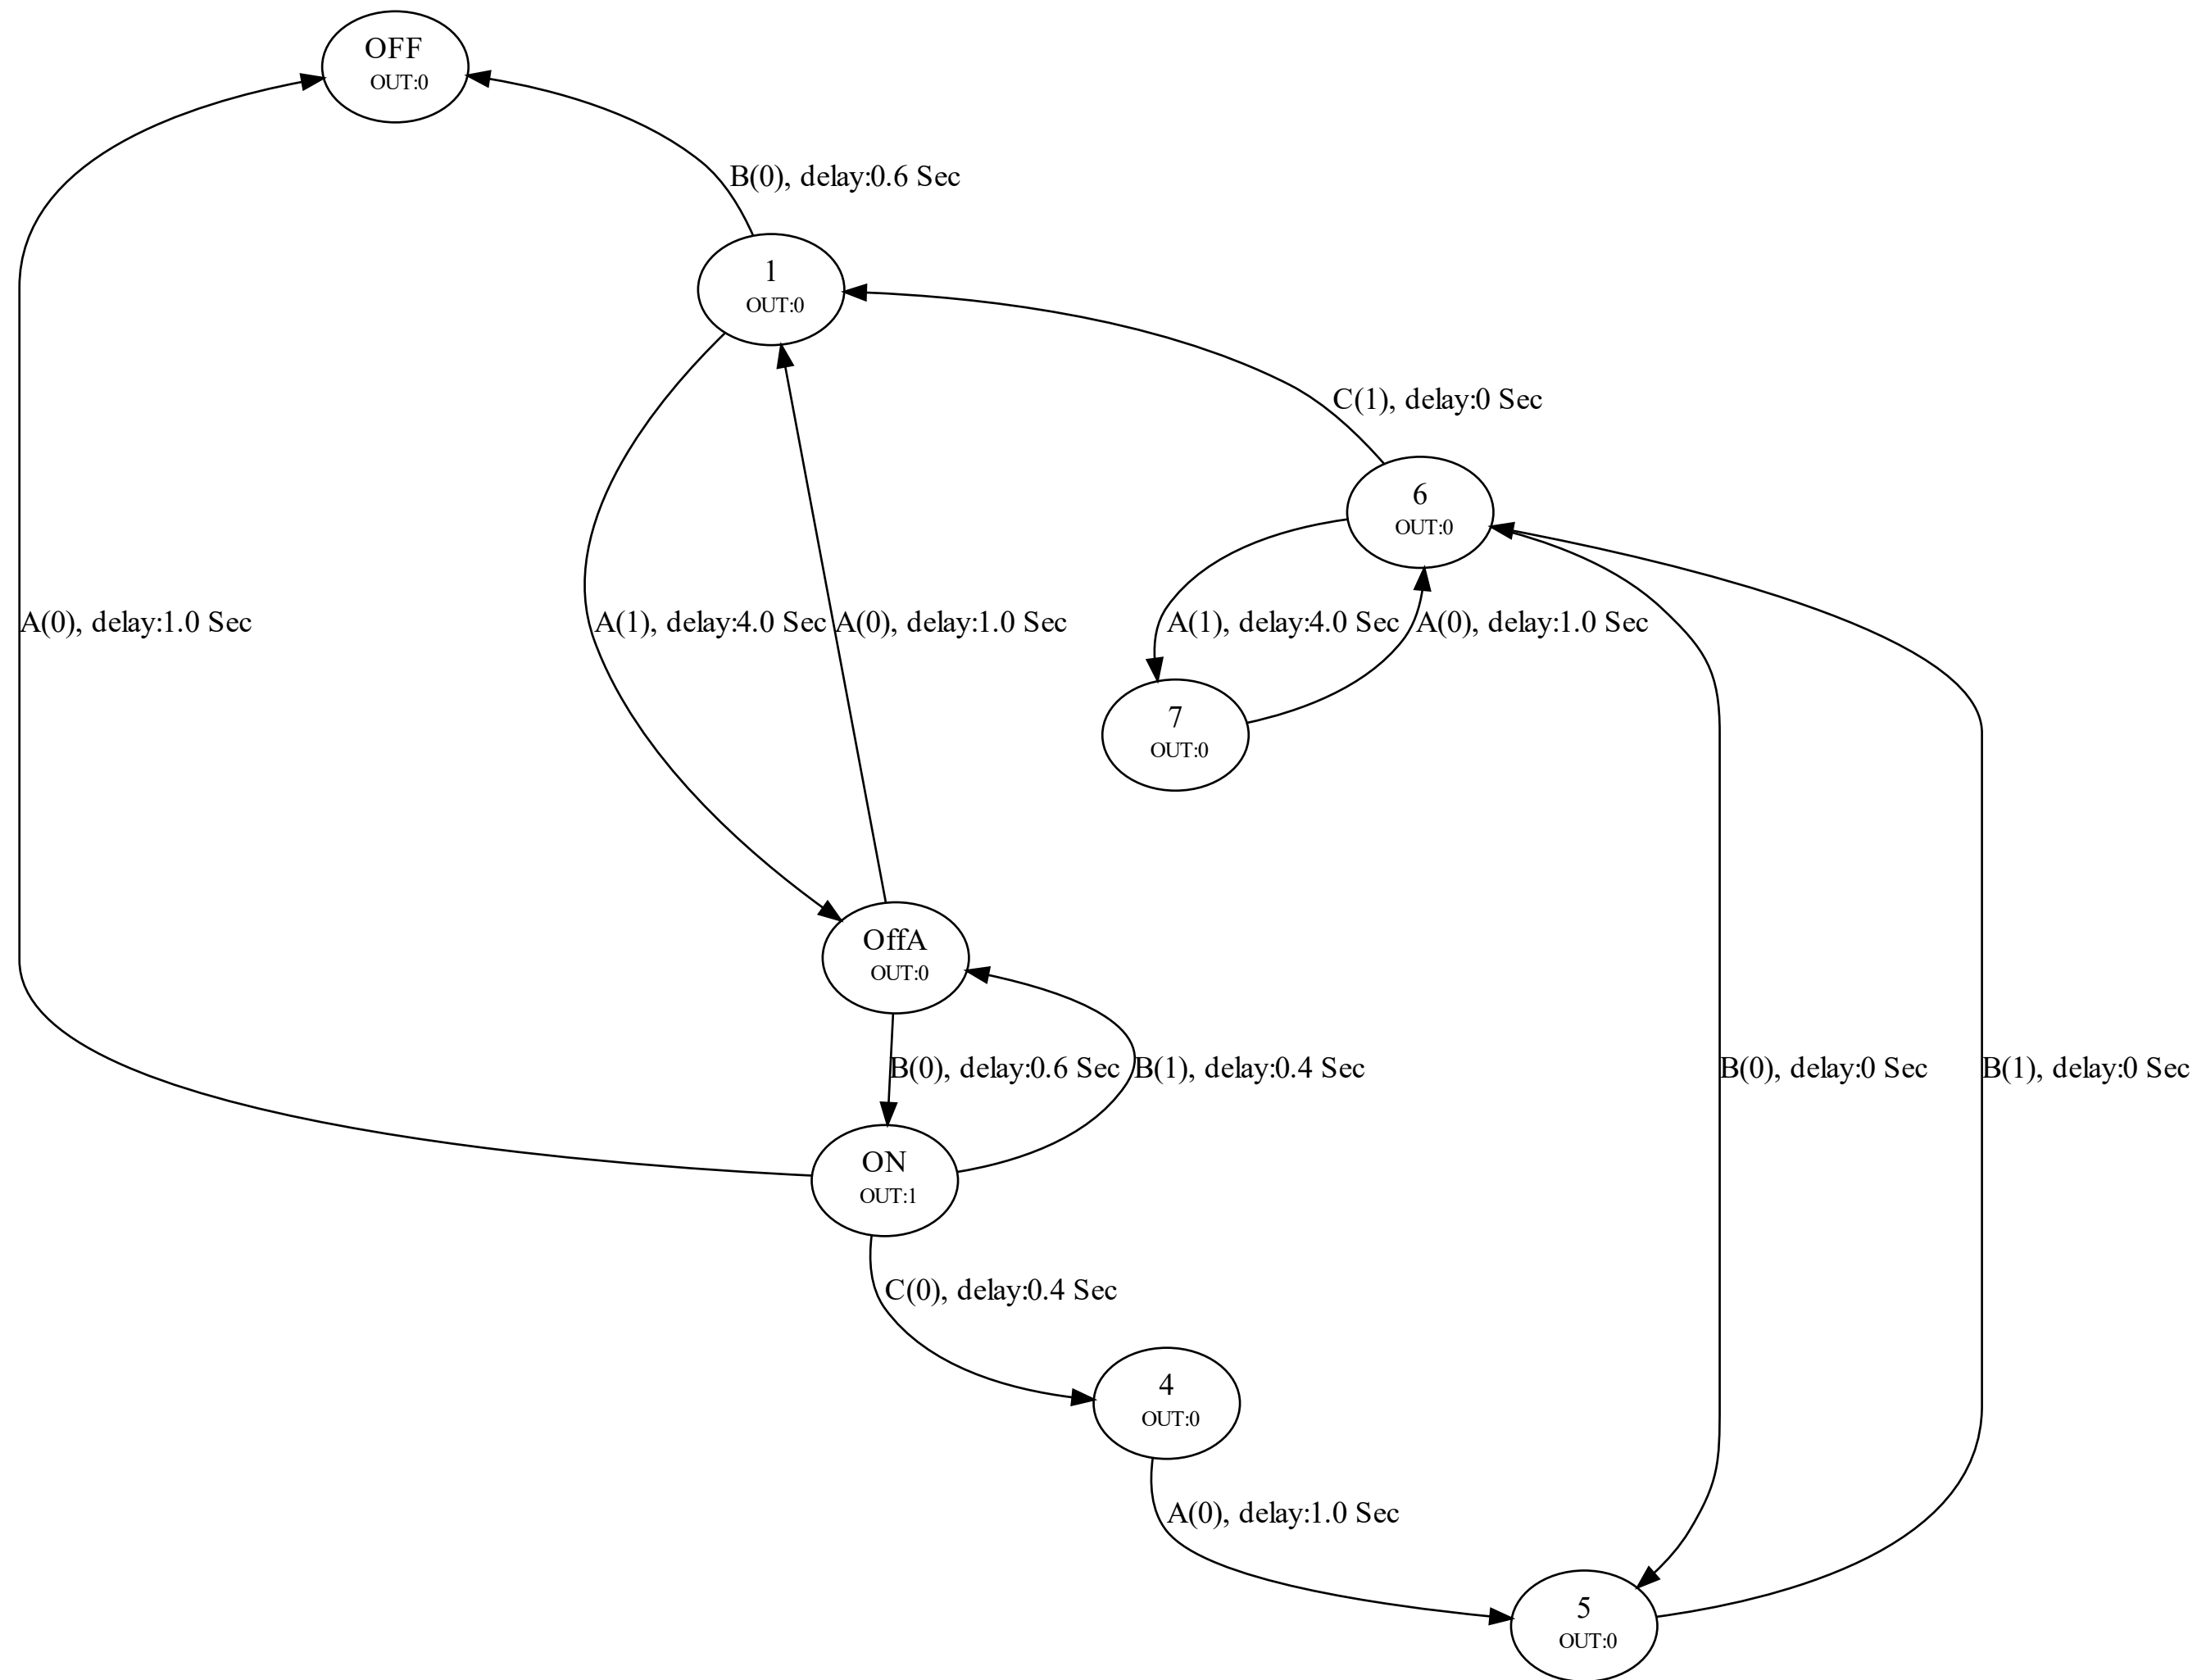 OFF
OUT:0
B(0), delay:0.6 Sec
1
OUT:0
C(1), delay:0 Sec
6
OUT:0
A(0), delay:1.0 Sec
A(1), delay:4.0 Sec
A(0), delay:1.0 Sec
A(1), delay:4.0 Sec
A(0), delay:1.0 Sec
7
OUT:0
OffA
OUT:0
B(0), delay:0.6 Sec
B(1), delay:0.4 Sec
B(0), delay:0 Sec
B(1), delay:0 Sec
ON
OUT:1
C(0), delay:0.4 Sec
4
OUT:0
A(0), delay:1.0 Sec
5
OUT:0